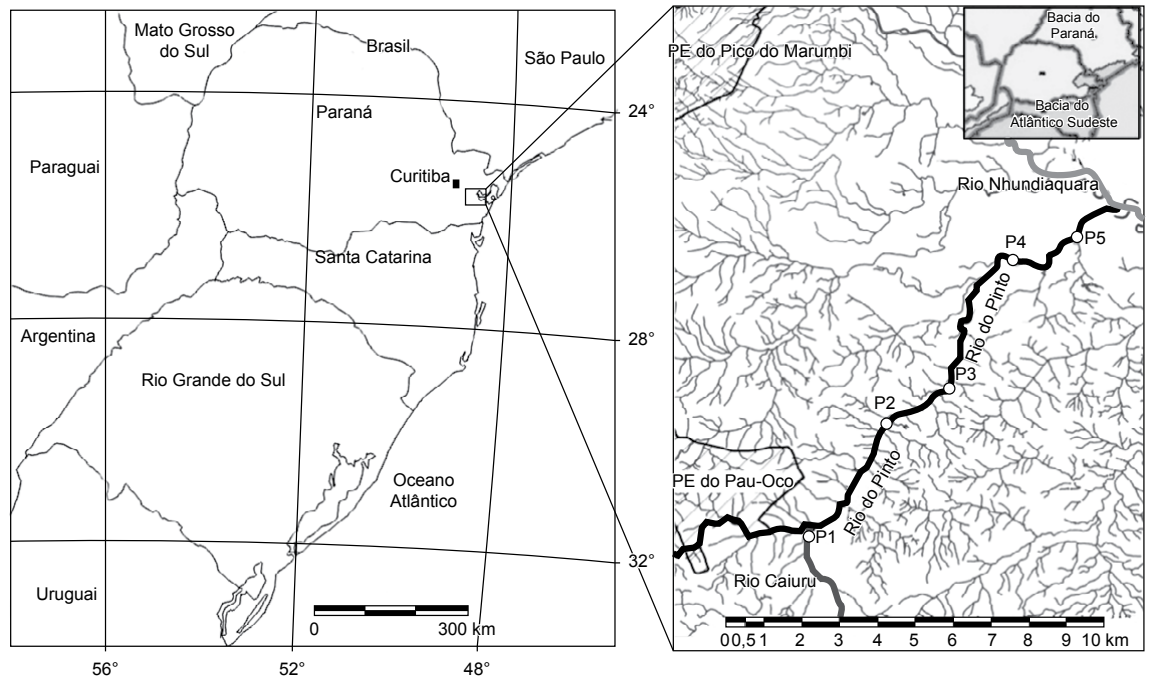 Mato Grosso
do Sul
Brasil
São Paulo
Paraná
24°
Paraguai
Curitiba
Santa Catarina
Argentina
28°
Rio Grande do Sul
Oceano
Atlântico
32°
Uruguai
0
300 km
56°
52°
48°
PE do Pico do Marumbi
Bacia do
Paraná
Bacia do
Atlântico Sudeste
Rio Nhundiaquara
P5
P4
Rio do Pinto
P3
P2
PE do Pau-Oco
Rio do Pinto
P1
Rio Caiuru
0 0,5 1 2 3 4 5 6 7 8 9 10 km